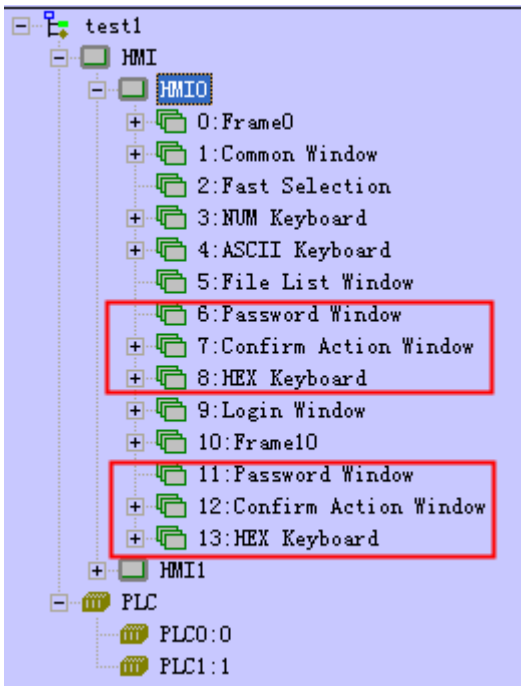 test1
HMI
HMI0
0:Frame0
1:Common Window
2:Fast Selection
3:NUM Keyboard
4:ASCII Keyboard
5:File List Window
6:Password Window
7:Confirm Action Window
8:HEX Keyboard
9:Login Window
10:Frame10
11:Password Window
12:Confirm Action Window
13:HEX Keyboard
HMI1
PLC
PLC0:0
PLC1:1